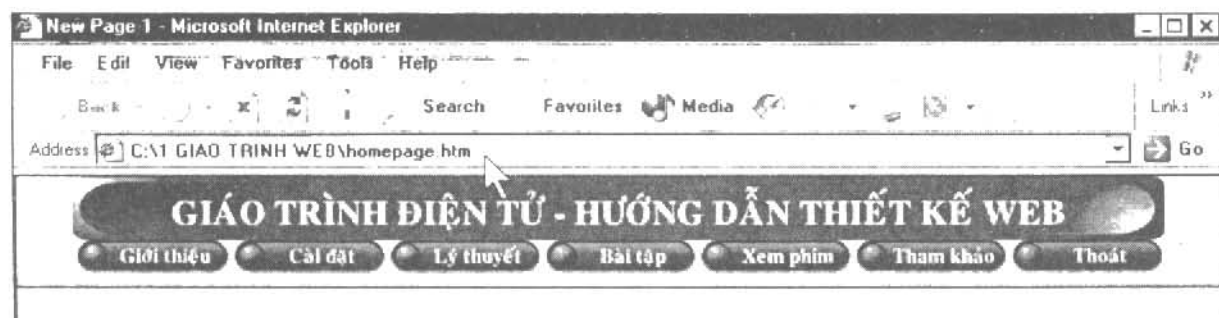 New Page 1 - Microsoft Internet Explorer
File Edit View Favorites Tools Help
Back Search Favorites Media Links »
Address C:\1 GIAO TRINH WEB\homepage.htm Go
GIÁO TRÌNH ĐIỆN TỬ - HƯỚNG DẪN THIẾT KẾ WEB
Giới thiệu Cài đặt Lý thuyết Bài tập Xem phim Tham khảo Thoát